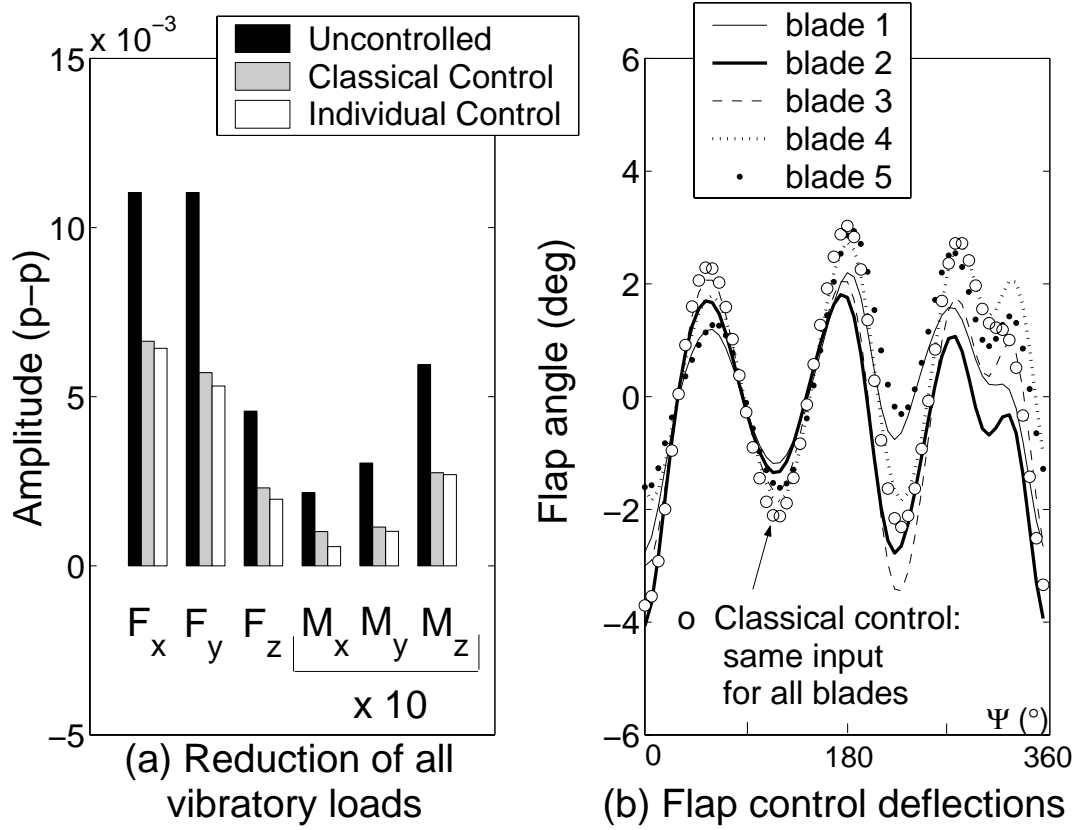 x 10⁻³
15
10
5
0
−5
Amplitude (p−p)
Uncontrolled
Classical Control
Individual Control
F_x F_y F_z M_x M_y M_z
x 10
(a) Reduction of all
vibratory loads
blade 1
blade 2
blade 3
blade 4
blade 5
6
4
2
0
−2
−4
−6
Flap angle (deg)
o Classical control:
same input
for all blades
Ψ (°)
0 180 360
(b) Flap control deflections